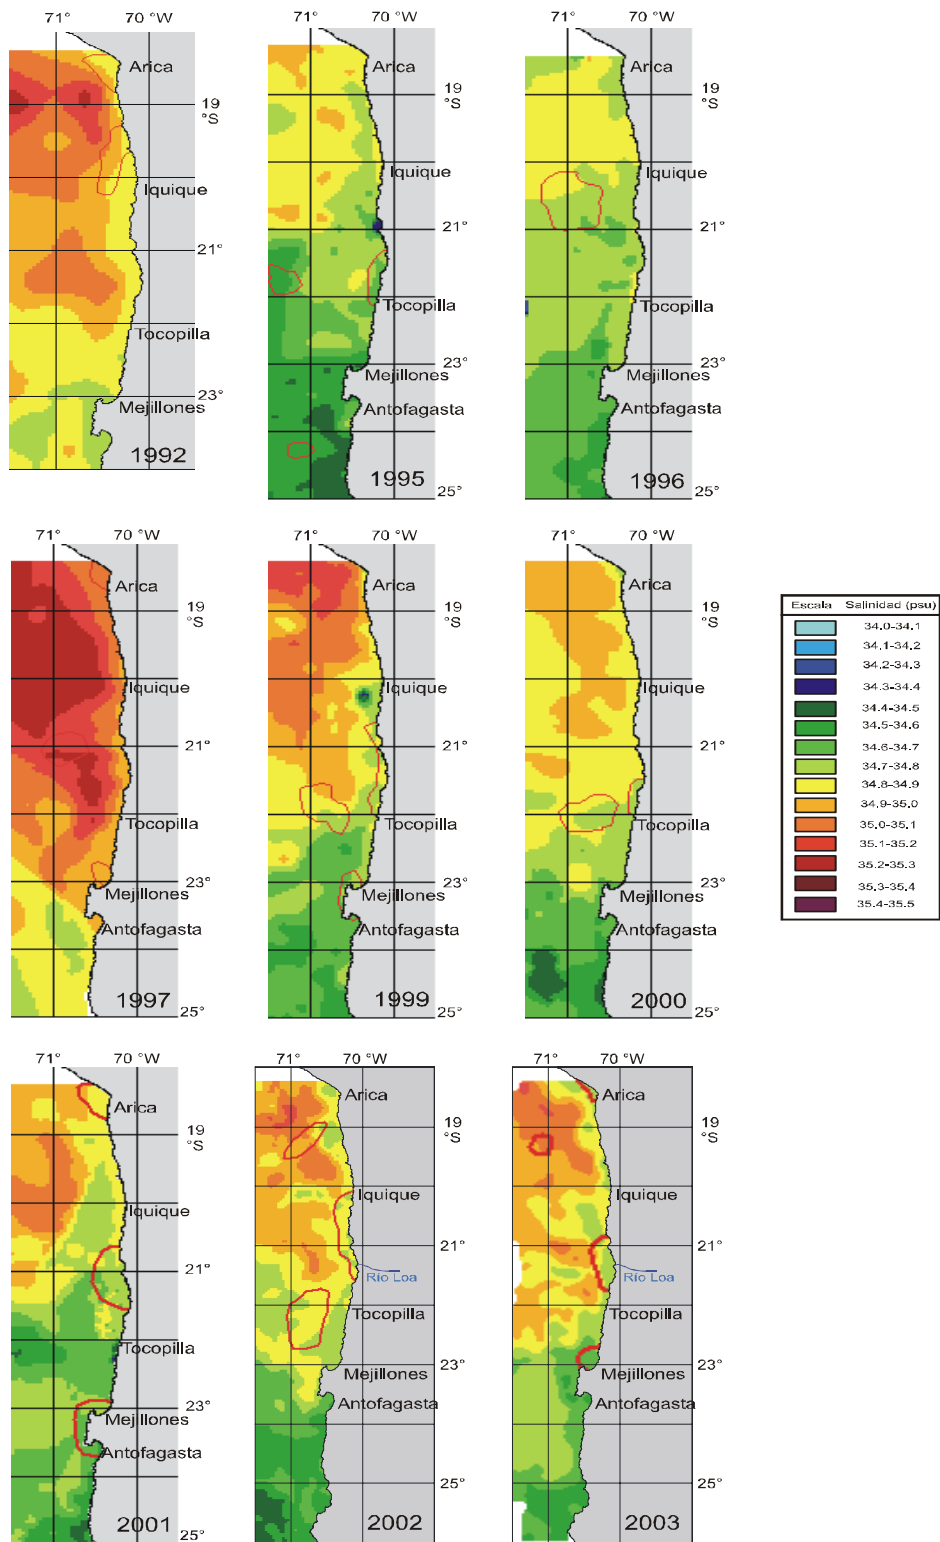 71° 70 °W
Arica
19
°S
Iquique
21°
Tocopilla
23°
Mejillones
1992
71° 70 °W
Arica
19
°S
Iquique
21°
Tocopilla
23°
Mejillones
Antofagasta
1995
25°
71° 70 °W
Arica
19
°S
Iquique
21°
Tocopilla
23°
Mejillones
Antofagasta
1996
25°
71° 70 °W
Arica
19
°S
Iquique
21°
Tocopilla
23°
Mejillones
Antofagasta
1997
25°
71° 70 °W
Arica
19
°S
Iquique
21°
Tocopilla
23°
Mejillones
Antofagasta
1999
25°
71° 70 °W
Arica
19
°S
Iquique
21°
Tocopilla
23°
Mejillones
Antofagasta
2000
25°
Escala Salinidad (psu)
34.0-34.1
34.1-34.2
34.2-34.3
34.3-34.4
34.4-34.5
34.5-34.6
34.6-34.7
34.7-34.8
34.8-34.9
34.9-35.0
35.0-35.1
35.1-35.2
35.2-35.3
35.3-35.4
35.4-35.5
71° 70 °W
Arica
19
°S
Iquique
21°
Tocopilla
23°
Mejillones
Antofagasta
2001
25°
71° 70 °W
Arica
19
°S
Iquique
21°
Río Loa
Tocopilla
23°
Mejillones
Antofagasta
25°
2002
71° 70 °W
Arica
19
°S
Iquique
21°
Río Loa
Tocopilla
23°
Mejillones
Antofagasta
25°
2003